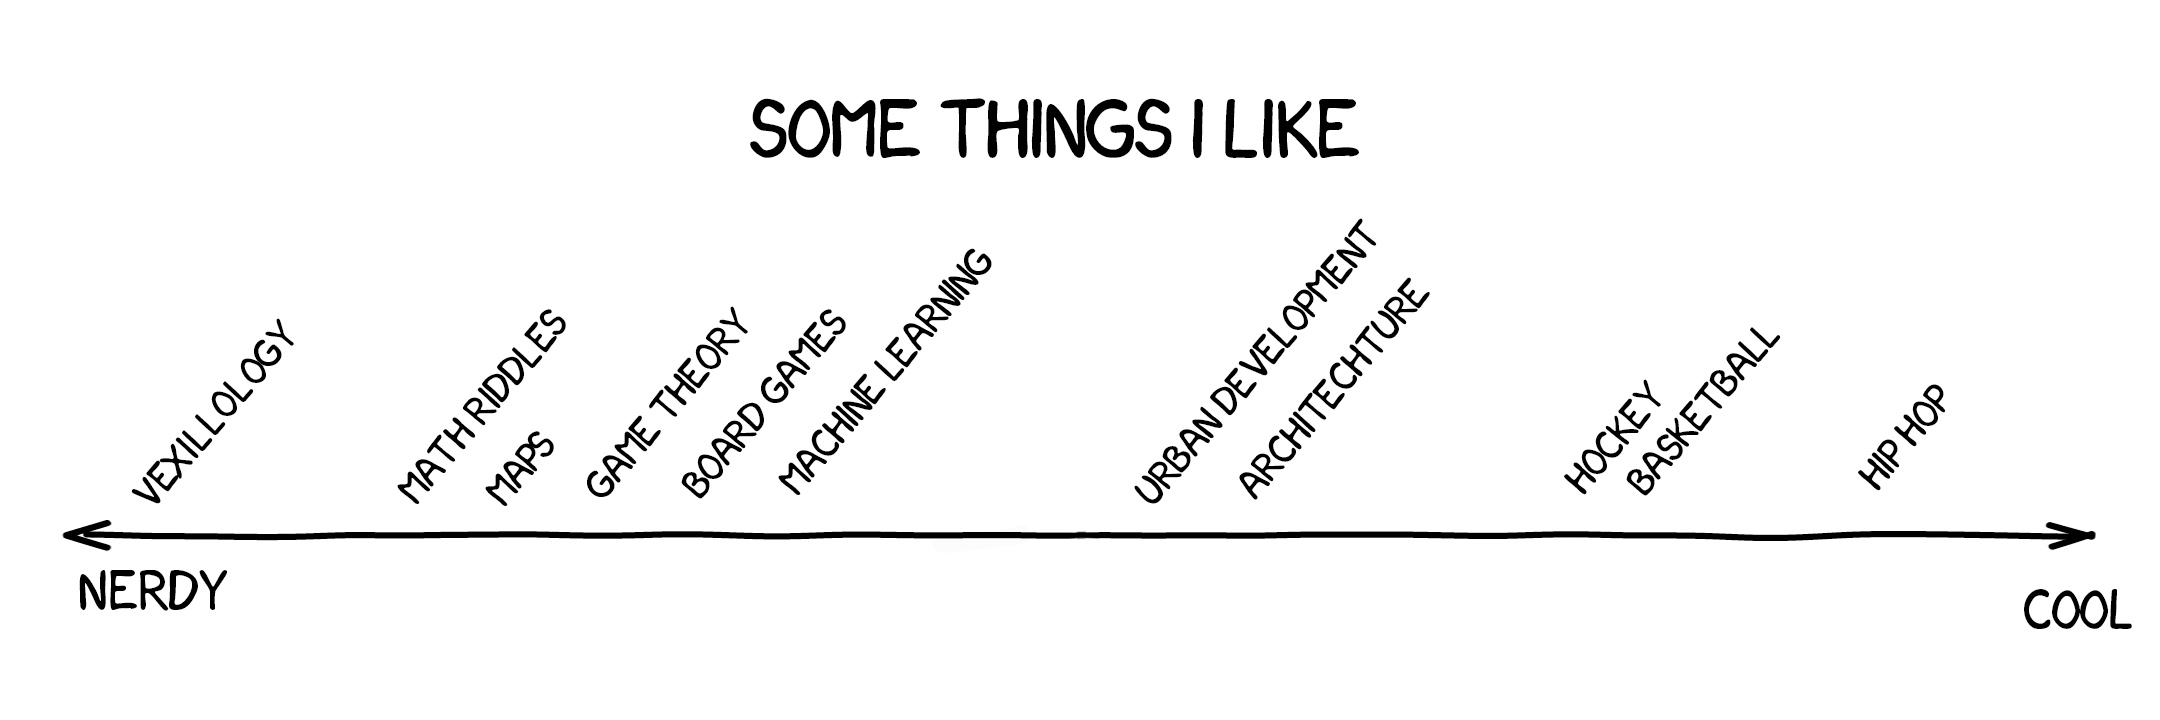 SOME THINGS I LIKE
VEXILLOLOGY
MATH RIDDLES
MAPS
GAME THEORY
BOARD GAMES
MACHINE LEARNING
URBAN DEVELOPMENT
ARCHITECHTURE
HOCKEY
BASKETBALL
HIP HOP
NERDY
COOL